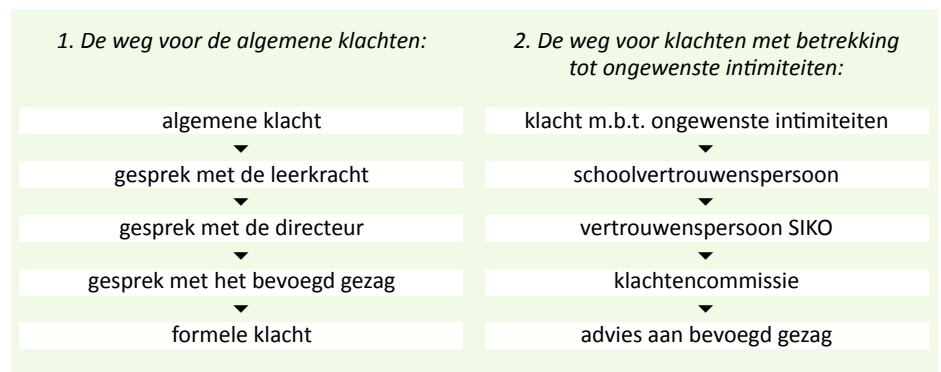 1. De weg voor de algemene klachten:
algemene klacht
gesprek met de leerkracht
gesprek met de directeur
gesprek met het bevoegd gezag
formele klacht
2. De weg voor klachten met betrekking
tot ongewenste intimiteiten:
klacht m.b.t. ongewenste intimiteiten
schoolvertrouwenspersoon
vertrouwenspersoon SIKO
klachtencommissie
advies aan bevoegd gezag